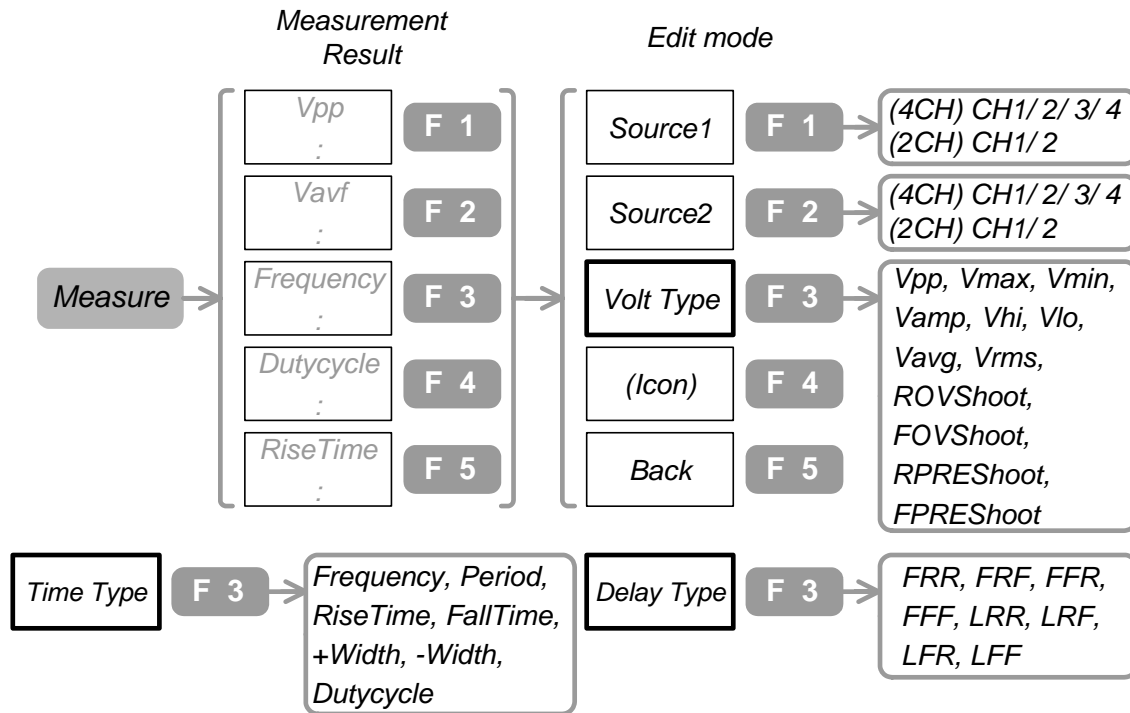 Measurement
Result
Edit mode
Vpp
:
F 1
Source1
F 1
(4CH) CH1/ 2/ 3/ 4
(2CH) CH1/ 2
Vavf
:
F 2
Source2
F 2
(4CH) CH1/ 2/ 3/ 4
(2CH) CH1/ 2
Measure
Frequency
:
F 3
Volt Type
F 3
Vpp, Vmax, Vmin,
Vamp, Vhi, Vlo,
Vavg, Vrms,
ROVShoot,
FOVShoot,
RPREShoot,
FPREShoot
Dutycycle
:
F 4
(Icon)
F 4
RiseTime
:
F 5
Back
F 5
Time Type
F 3
Frequency, Period,
RiseTime, FallTime,
+Width, -Width,
Dutycycle
Delay Type
F 3
FRR, FRF, FFR,
FFF, LRR, LRF,
LFR, LFF